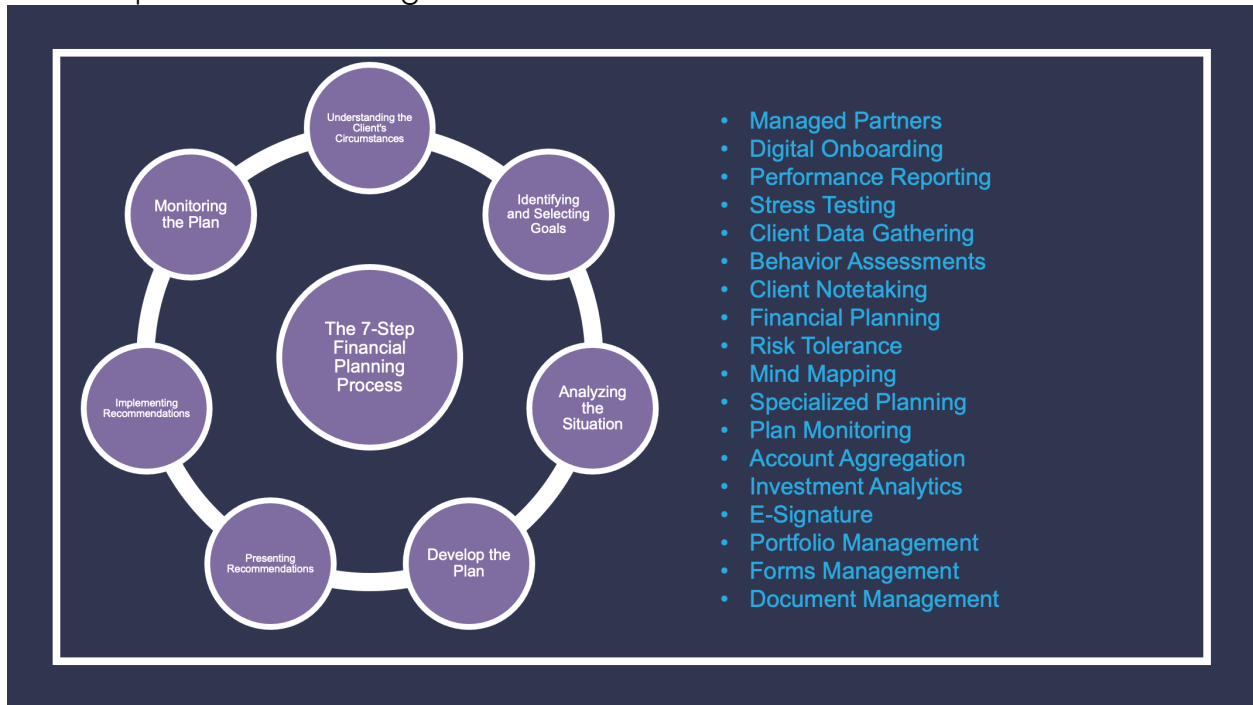 Understanding the
Client's
Circumstances
Identifying
and Selecting
Goals
Analyzing
the
Situation
Develop the
Plan
Presenting
Recommendations
Implementing
Recommendations
Monitoring
the Plan
The 7-Step
Financial
Planning
Process
• Managed Partners
• Digital Onboarding
• Performance Reporting
• Stress Testing
• Client Data Gathering
• Behavior Assessments
• Client Notetaking
• Financial Planning
• Risk Tolerance
• Mind Mapping
• Specialized Planning
• Plan Monitoring
• Account Aggregation
• Investment Analytics
• E-Signature
• Portfolio Management
• Forms Management
• Document Management